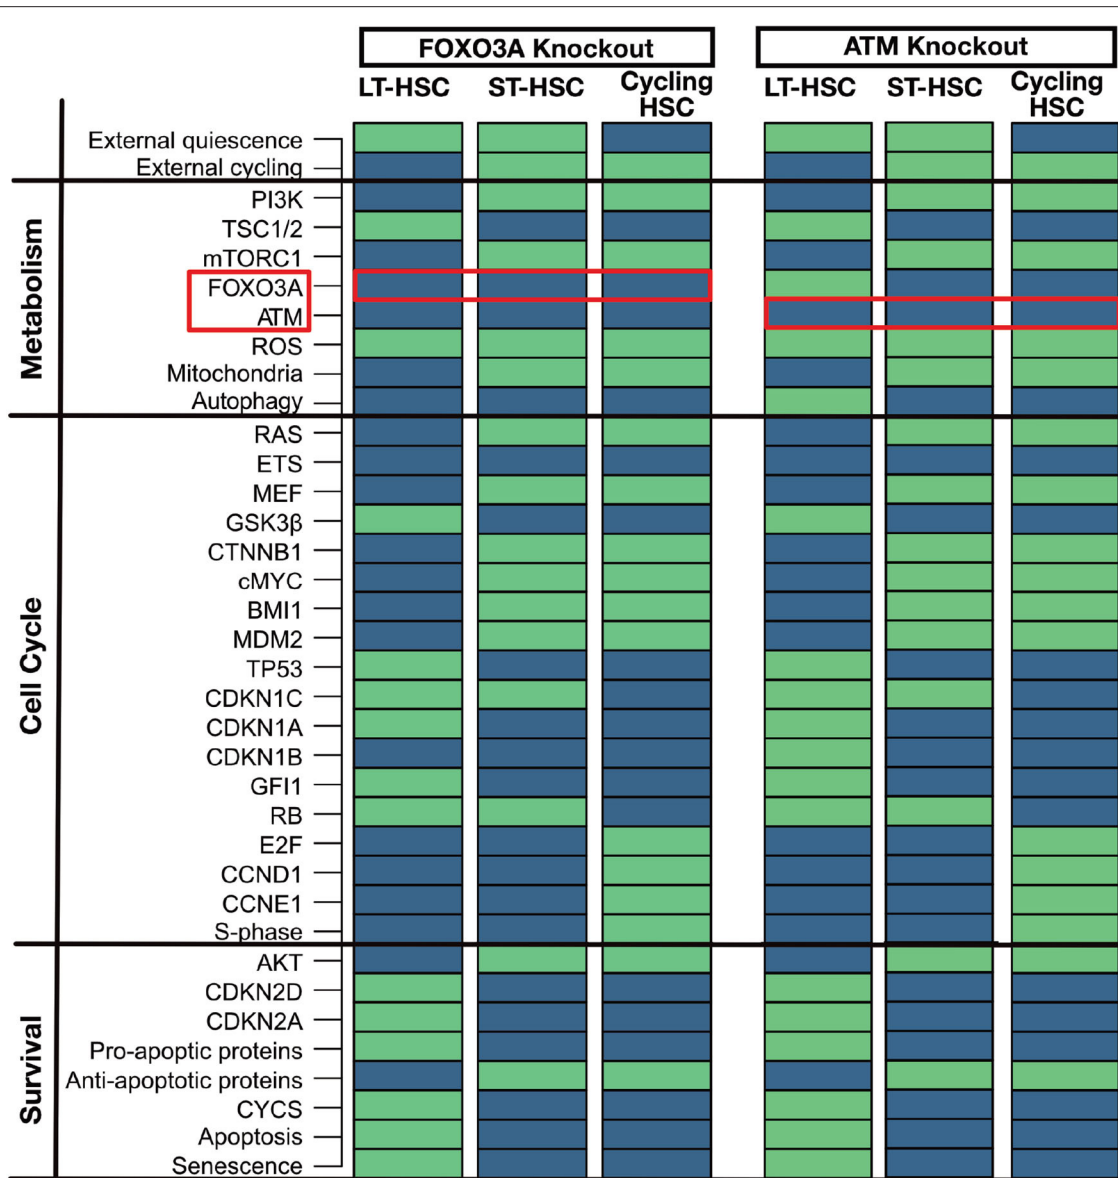 FOXO3A Knockout
ATM Knockout
LT-HSC
ST-HSC
Cycling
HSC
LT-HSC
ST-HSC
Cycling
HSC
External quiescence
External cycling
Metabolism
PI3K
TSC1/2
mTORC1
FOXO3A
ATM
ROS
Mitochondria
Autophagy
Cell Cycle
RAS
ETS
MEF
GSK3β
CTNNB1
cMYC
BMI1
MDM2
TP53
CDKN1C
CDKN1A
CDKN1B
GFI1
RB
E2F
CCND1
CCNE1
S-phase
Survival
AKT
CDKN2D
CDKN2A
Pro-apoptic proteins
Anti-apoptotic proteins
CYCS
Apoptosis
Senescence